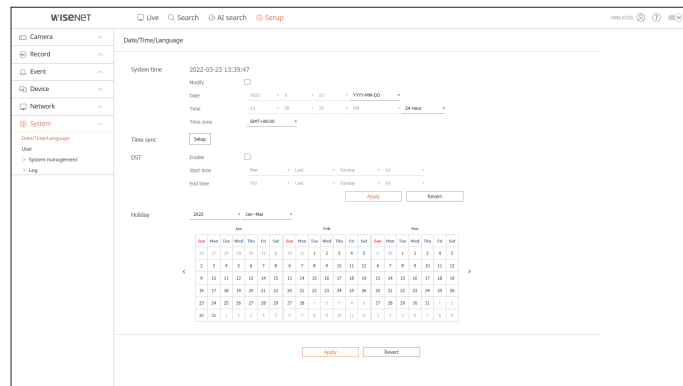 WISENET
Live Search AI search Setup
XRN-811SS
Camera
Record
Event
Device
Network
System
Date/Time/Language
User
> System management
> Log
Date/Time/Language
System time 2022-03-23 13:39:47
Modify
Date 2022 3 23 YYYY-MM-DD
Time 13 39 23 PM 24 Hour
Time zone GMT+09:00
Time sync Setup
DST Enable
Start time Mar Last Sunday 1H
End time Oct Last Sunday 1H
Apply Revert
Holiday 2022 Jan~Mar
Jan Feb Mar
Sun Mon Tue Wed Thu Fri Sat Sun Mon Tue Wed Thu Fri Sat Sun Mon Tue Wed Thu Fri Sat
26 27 28 29 30 31 1 30 31 1 2 3 4 5 27 28 1 2 3 4 5
2 3 4 5 6 7 8 6 7 8 9 10 11 12 6 7 8 9 10 11 12
< 9 10 11 12 13 14 15 13 14 15 16 17 18 19 13 14 15 16 17 18 19 >
16 17 18 19 20 21 22 20 21 22 23 24 25 26 20 21 22 23 24 25 26
23 24 25 26 27 28 29 27 28 1 2 3 4 5 27 28 29 30 31 1 2
30 31 1 2 3 4 5 6 7 8 9 10 11 12 3 4 5 6 7 8 9
Apply Revert